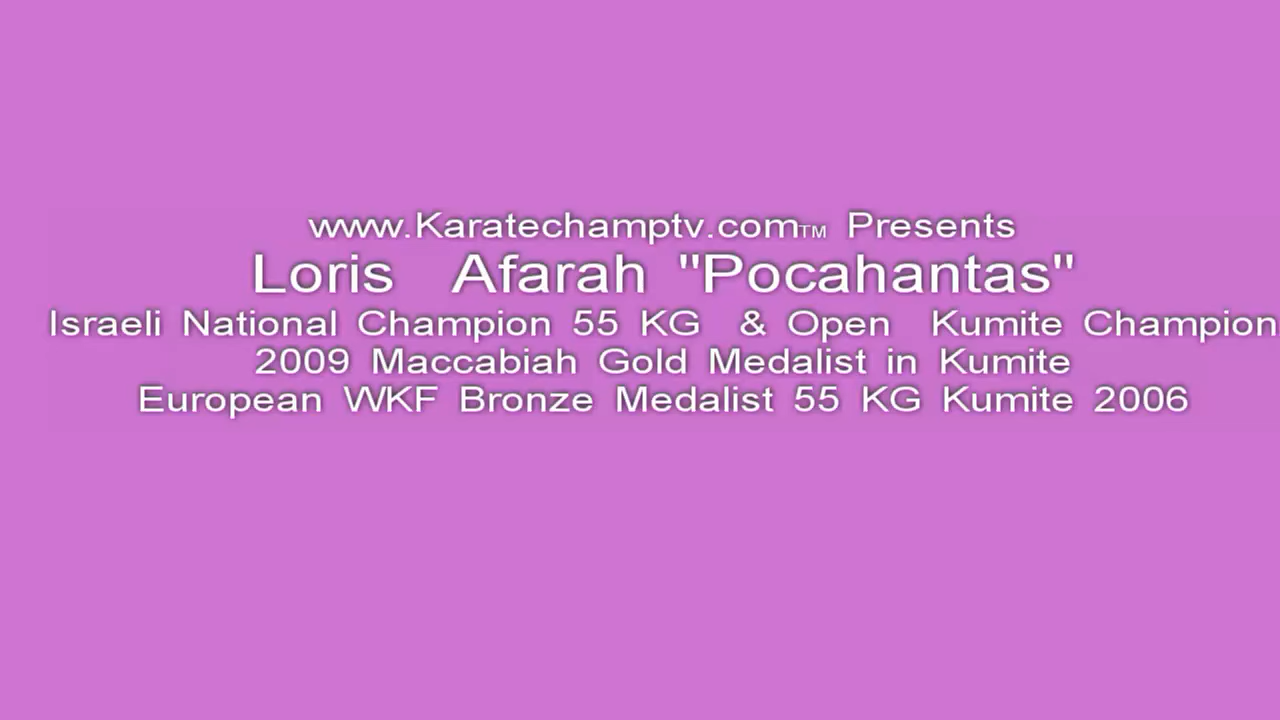 www.Karatechamptv.com™ Presents
Loris Afarah "Pocahantas"
Israeli National Champion 55 KG & Open Kumite Champion
2009 Maccabiah Gold Medalist in Kumite
European WKF Bronze Medalist 55 KG Kumite 2006